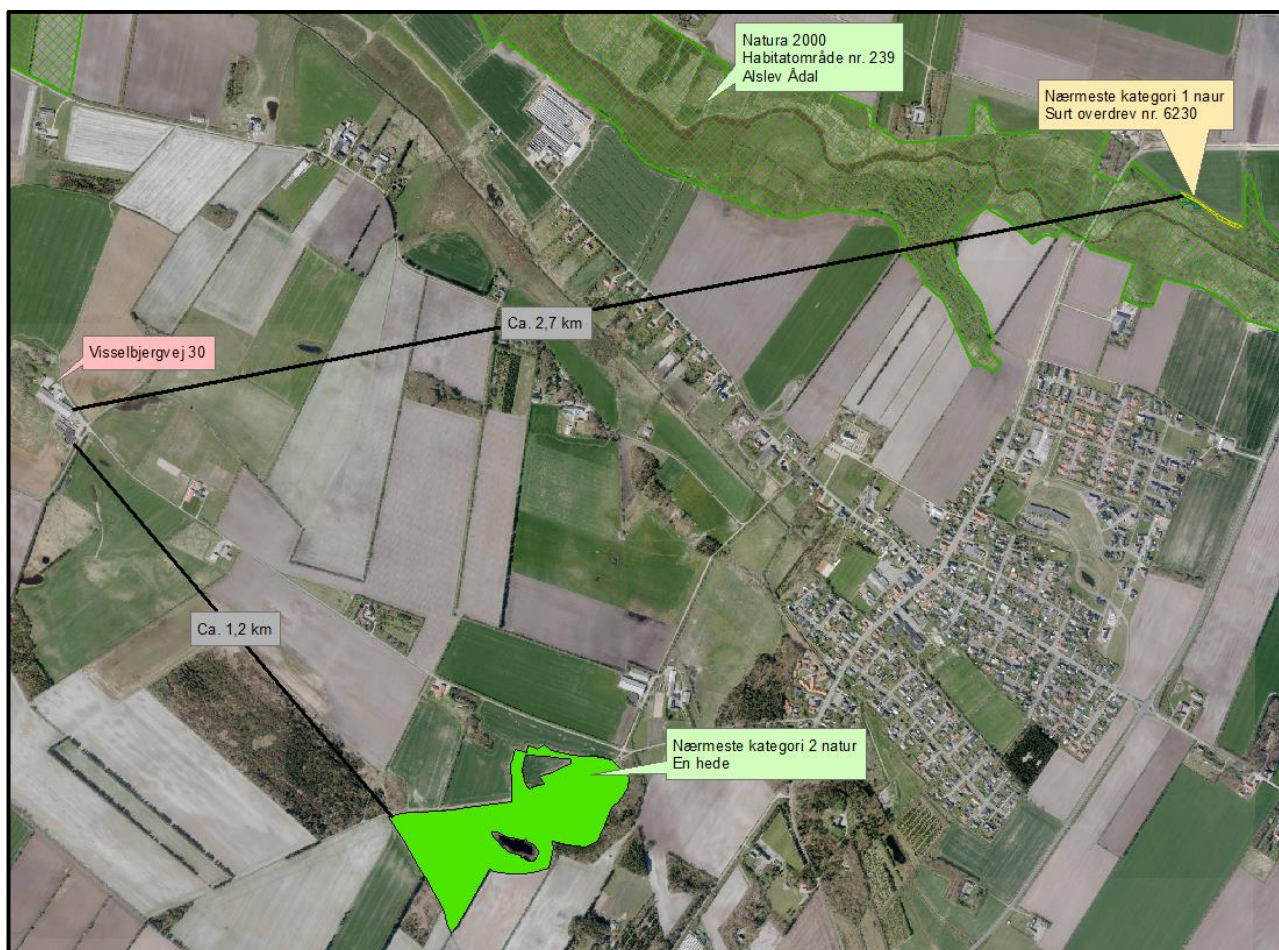 Natura 2000
Habitatområde nr. 239
Alslev Ådal
Nærmeste kategori 1 naur
Surt overdrev nr. 6230
Ca. 2,7 km
Visselbjergvej 30
Ca. 1,2 km
Nærmeste kategori 2 natur
En hede